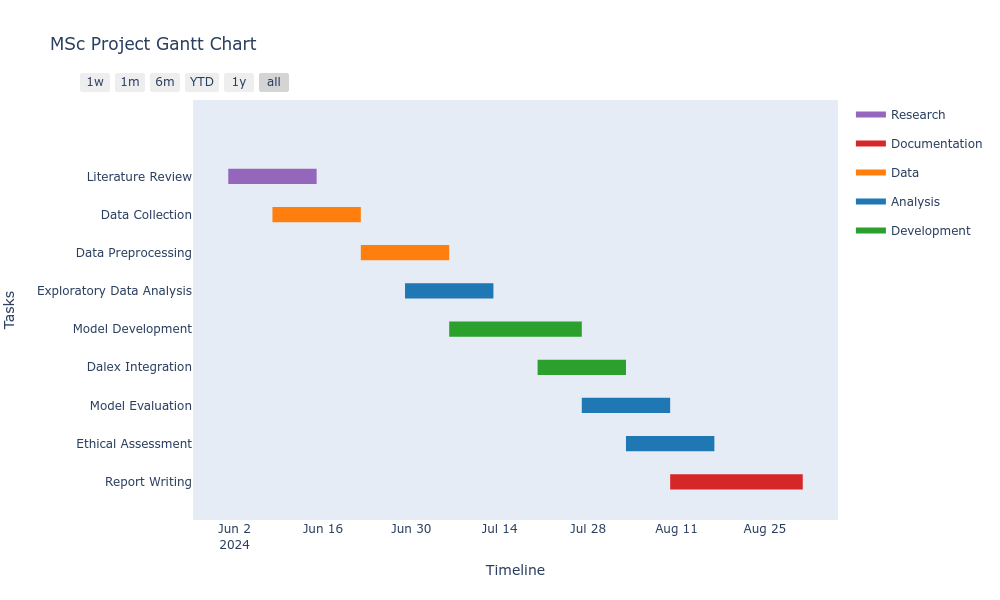 MSc Project Gantt Chart
1w 1m 6m YTD 1y all
Research
Documentation
Data
Analysis
Development
Tasks
Literature Review
Data Collection
Data Preprocessing
Exploratory Data Analysis
Model Development
Dalex Integration
Model Evaluation
Ethical Assessment
Report Writing
Jun 2 Jun 16 Jun 30 Jul 14 Jul 28 Aug 11 Aug 25
2024
Timeline